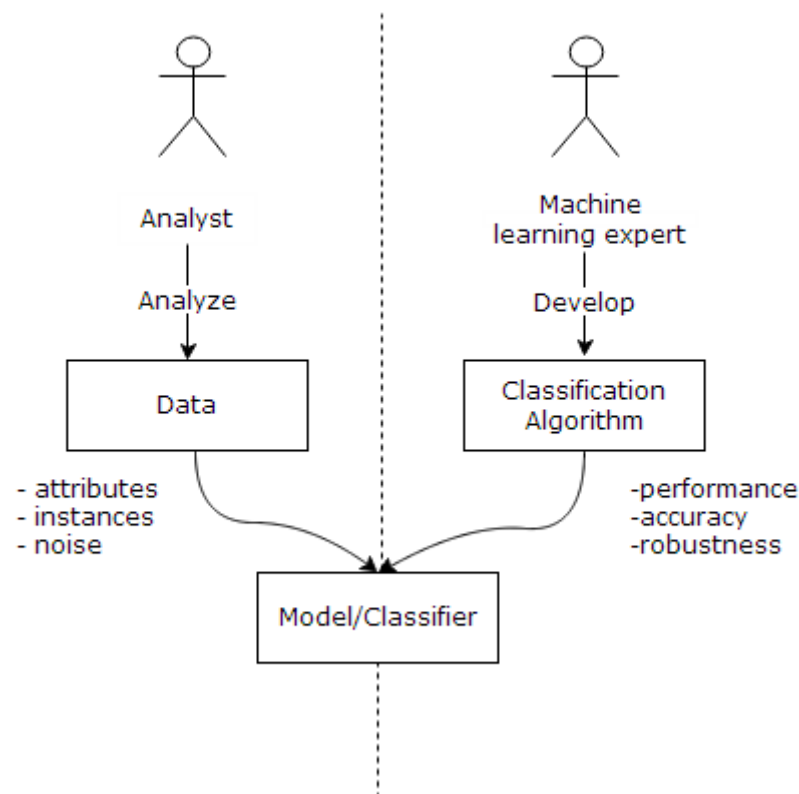 Analyst
Analyze
Data
- attributes
- instances
- noise
Machine
learning expert
Develop
Classification
Algorithm
-performance
-accuracy
-robustness
Model/Classifier